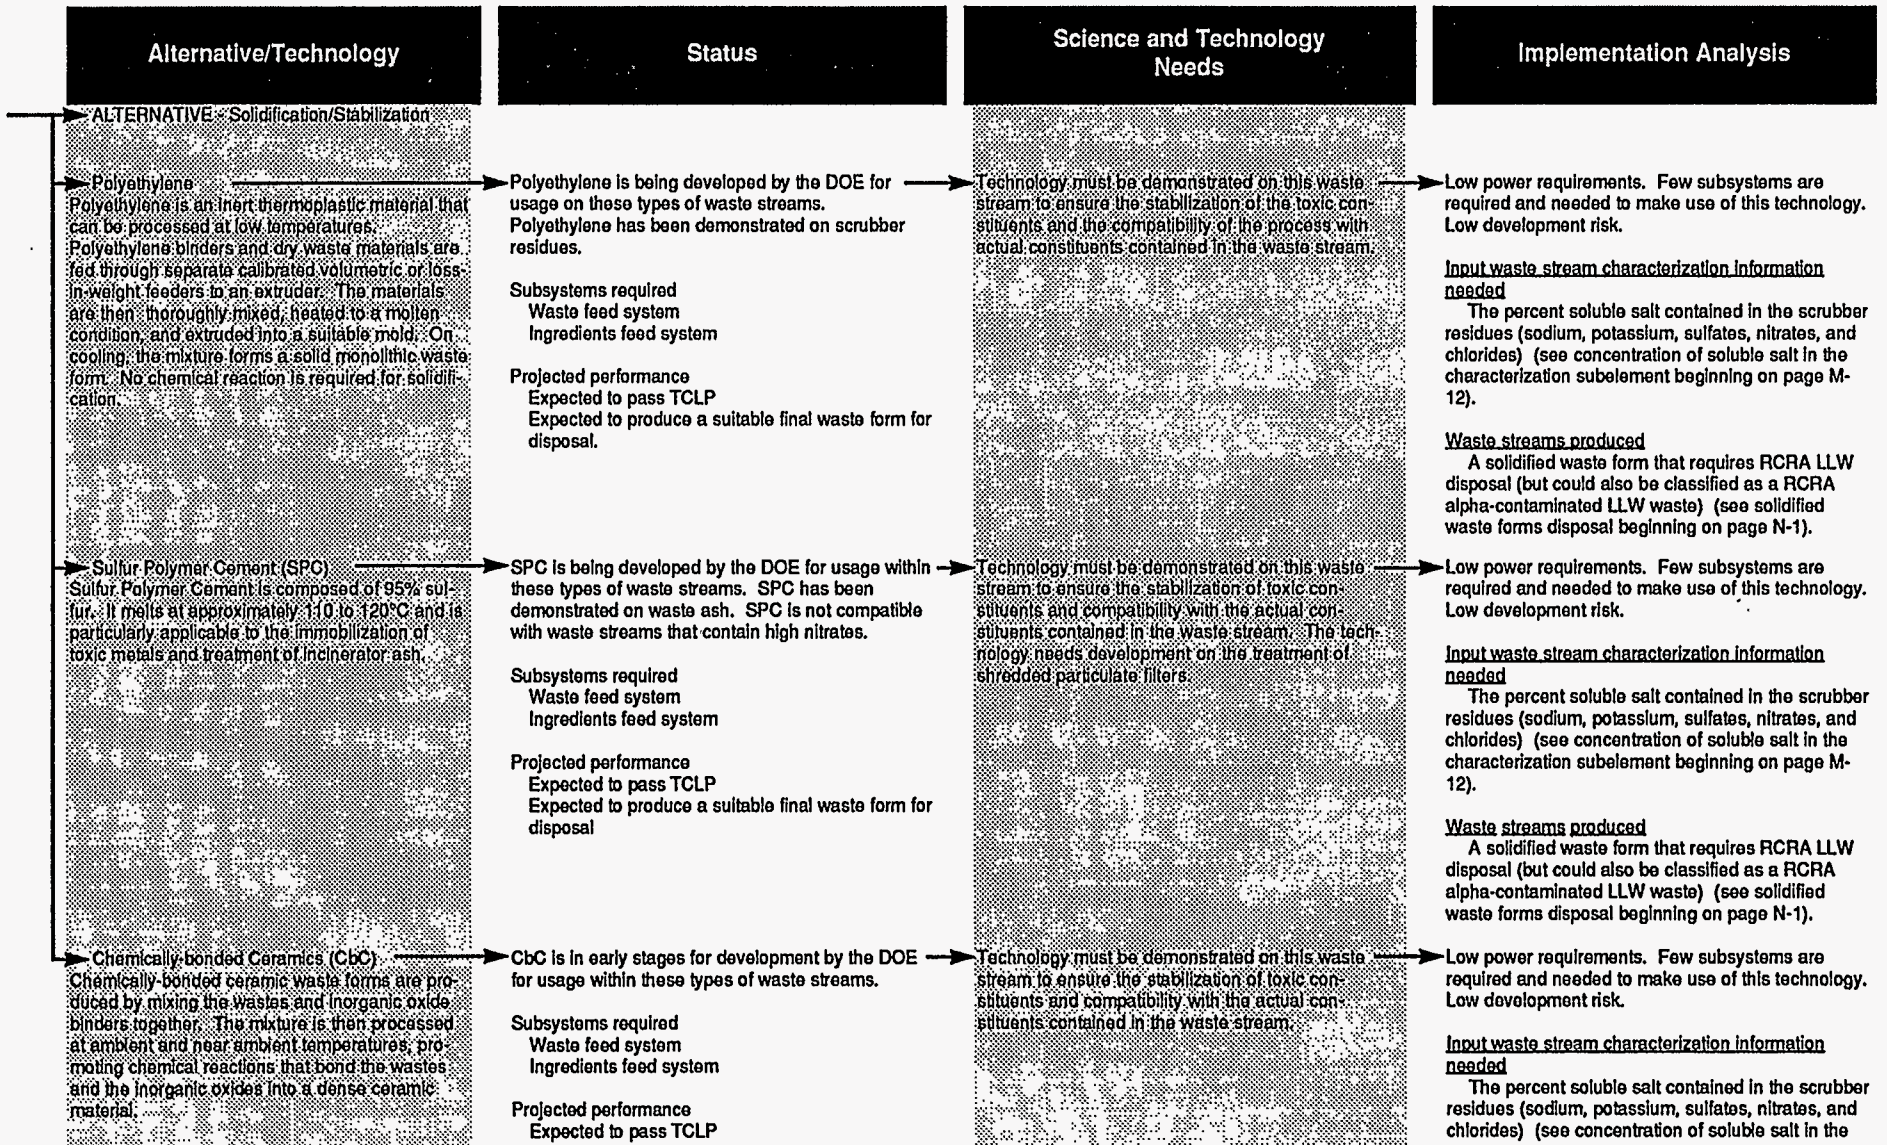 Alternative/Technology
Status
Science and Technology
Needs
Implementation Analysis
ALTERNATIVE - Solidification/Stabilization
Polyethylene
Polyethylene is an inert thermoplastic material that
can be processed at low temperatures.
Polyethylene binders and dry waste materials are
fed through separate calibrated volumetric or loss-
in-weight feeders to an extruder. The materials
are then thoroughly mixed, heated to a molten
condition, and extruded into a suitable mold. On
cooling, the mixture forms a solid monolithic waste
form. No chemical reaction is required for solidifi-
cation.
Polyethylene is being developed by the DOE for
usage on these types of waste streams.
Polyethylene has been demonstrated on scrubber
residues.
Subsystems required
Waste feed system
Ingredients feed system
Projected performance
Expected to pass TCLP
Expected to produce a suitable final waste form for
disposal.
Technology must be demonstrated on this waste
stream to ensure the stabilization of the toxic con-
stituents and the compatibility of the process with
actual constituents contained in the waste stream.
Low power requirements. Few subsystems are
required and needed to make use of this technology.
Low development risk.
Input waste stream characterization information
needed
The percent soluble salt contained in the scrubber
residues (sodium, potassium, sulfates, nitrates, and
chlorides) (see concentration of soluble salt in the
characterization subelement beginning on page M-
12).
Waste streams produced
A solidified waste form that requires RCRA LLW
disposal (but could also be classified as a RCRA
alpha-contaminated LLW waste) (see solidified
waste forms disposal beginning on page N-1).
Sulfur Polymer Cement (SPC)
Sulfur Polymer Cement is composed of 95% sul-
fur. It melts at approximately 110 to 120°C and is
particularly applicable to the immobilization of
toxic metals and treatment of incinerator ash.
SPC is being developed by the DOE for usage within
these types of waste streams. SPC has been
demonstrated on waste ash. SPC is not compatible
with waste streams that contain high nitrates.
Subsystems required
Waste feed system
Ingredients feed system
Projected performance
Expected to pass TCLP
Expected to produce a suitable final waste form for
disposal
Technology must be demonstrated on this waste
stream to ensure the stabilization of toxic con-
stituents and compatibility with the actual con-
stituents contained in the waste stream. The tech-
nology needs development on the treatment of
shredded particulate filters.
Low power requirements. Few subsystems are
required and needed to make use of this technology.
Low development risk.
Input waste stream characterization information
needed
The percent soluble salt contained in the scrubber
residues (sodium, potassium, sulfates, nitrates, and
chlorides) (see concentration of soluble salt in the
characterization subelement beginning on page M-
12).
Waste streams produced
A solidified waste form that requires RCRA LLW
disposal (but could also be classified as a RCRA
alpha-contaminated LLW waste) (see solidified
waste forms disposal beginning on page N-1).
Chemically-bonded Ceramics (CbC)
Chemically-bonded ceramic waste forms are pro-
duced by mixing the wastes and inorganic oxide
binders together. The mixture is then processed
at ambient and near ambient temperatures, pro-
moting chemical reactions that bond the wastes
and the inorganic oxides into a dense ceramic
material.
CbC is in early stages for development by the DOE
for usage within these types of waste streams.
Subsystems required
Waste feed system
Ingredients feed system
Projected performance
Expected to pass TCLP
Technology must be demonstrated on this waste
stream to ensure the stabilization of toxic con-
stituents and compatibility with the actual con-
stituents contained in the waste stream.
Low power requirements. Few subsystems are
required and needed to make use of this technology.
Low development risk.
Input waste stream characterization information
needed
The percent soluble salt contained in the scrubber
residues (sodium, potassium, sulfates, nitrates, and
chlorides) (see concentration of soluble salt in the